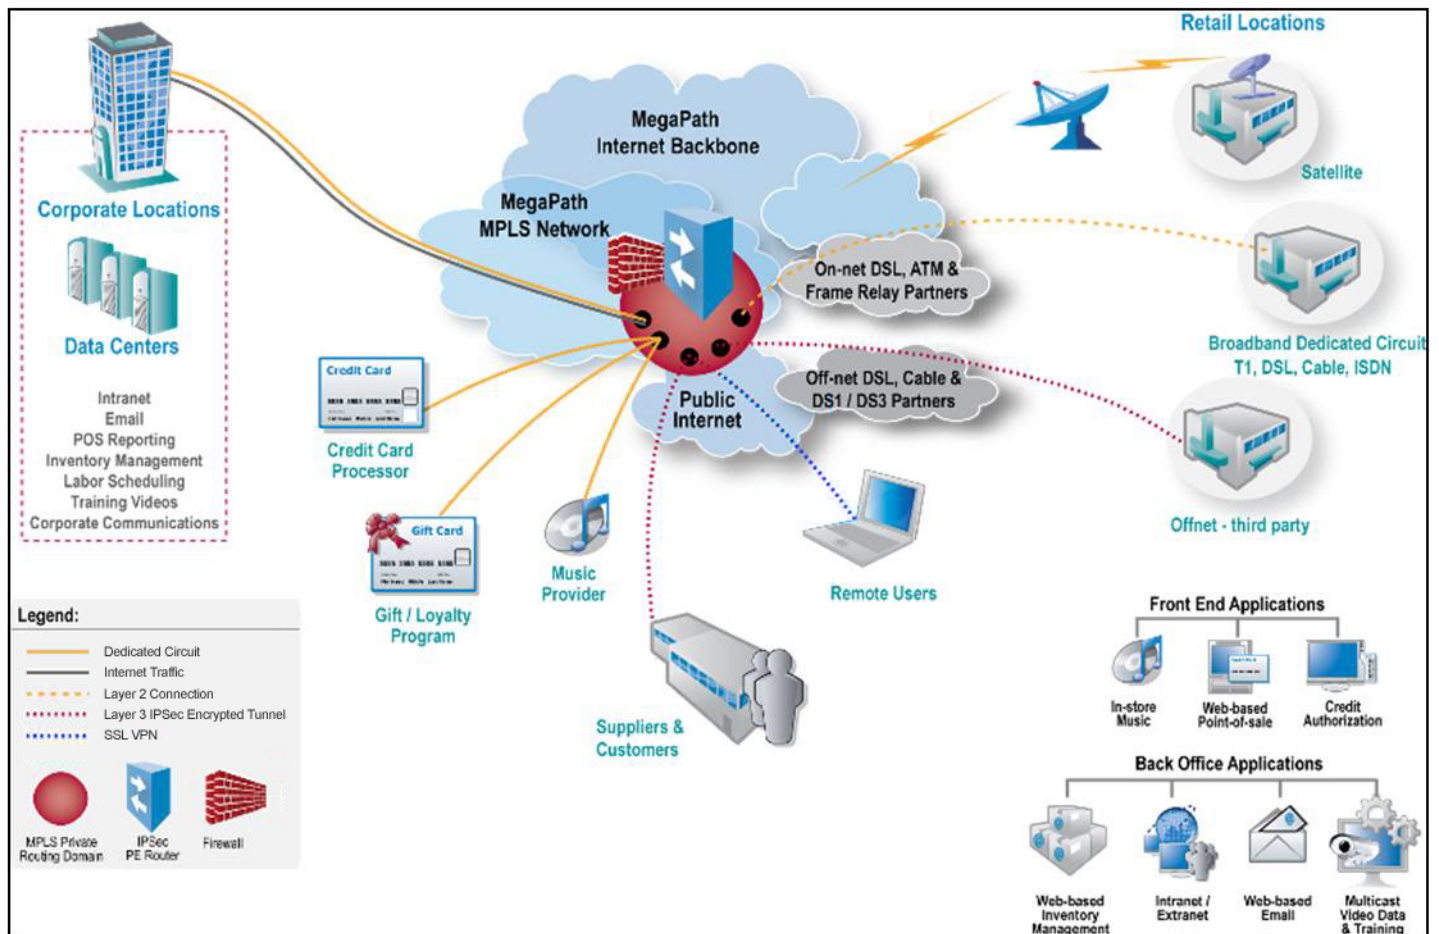 Retail Locations
MegaPath
Internet Backbone
Satellite
MegaPath
MPLS Network
Corporate Locations
On-net DSL, ATM &
Frame Relay Partners
Data Centers
Broadband Dedicated Circuit
T1, DSL, Cable, ISDN
Intranet
Email
POS Reporting
Inventory Management
Labor Scheduling
Training Videos
Corporate Communications
Credit Card
Credit Card
Processor
Off-net DSL, Cable &
DS1 / DS3 Partners
Public
Internet
Offnet - third party
Gift Card
Gift / Loyalty
Program
Music
Provider
Remote Users
Suppliers &
Customers
Legend:
Dedicated Circuit
Internet Traffic
Layer 2 Connection
Layer 3 IPSec Encrypted Tunnel
SSL VPN
MPLS Private
Routing Domain
IPSec
PE Router
Firewall
Front End Applications
In-store
Music
Web-based
Point-of-sale
Credit
Authorization
Back Office Applications
Web-based
Inventory
Management
Intranet /
Extranet
Web-based
Email
Multicast
Video Data
& Training